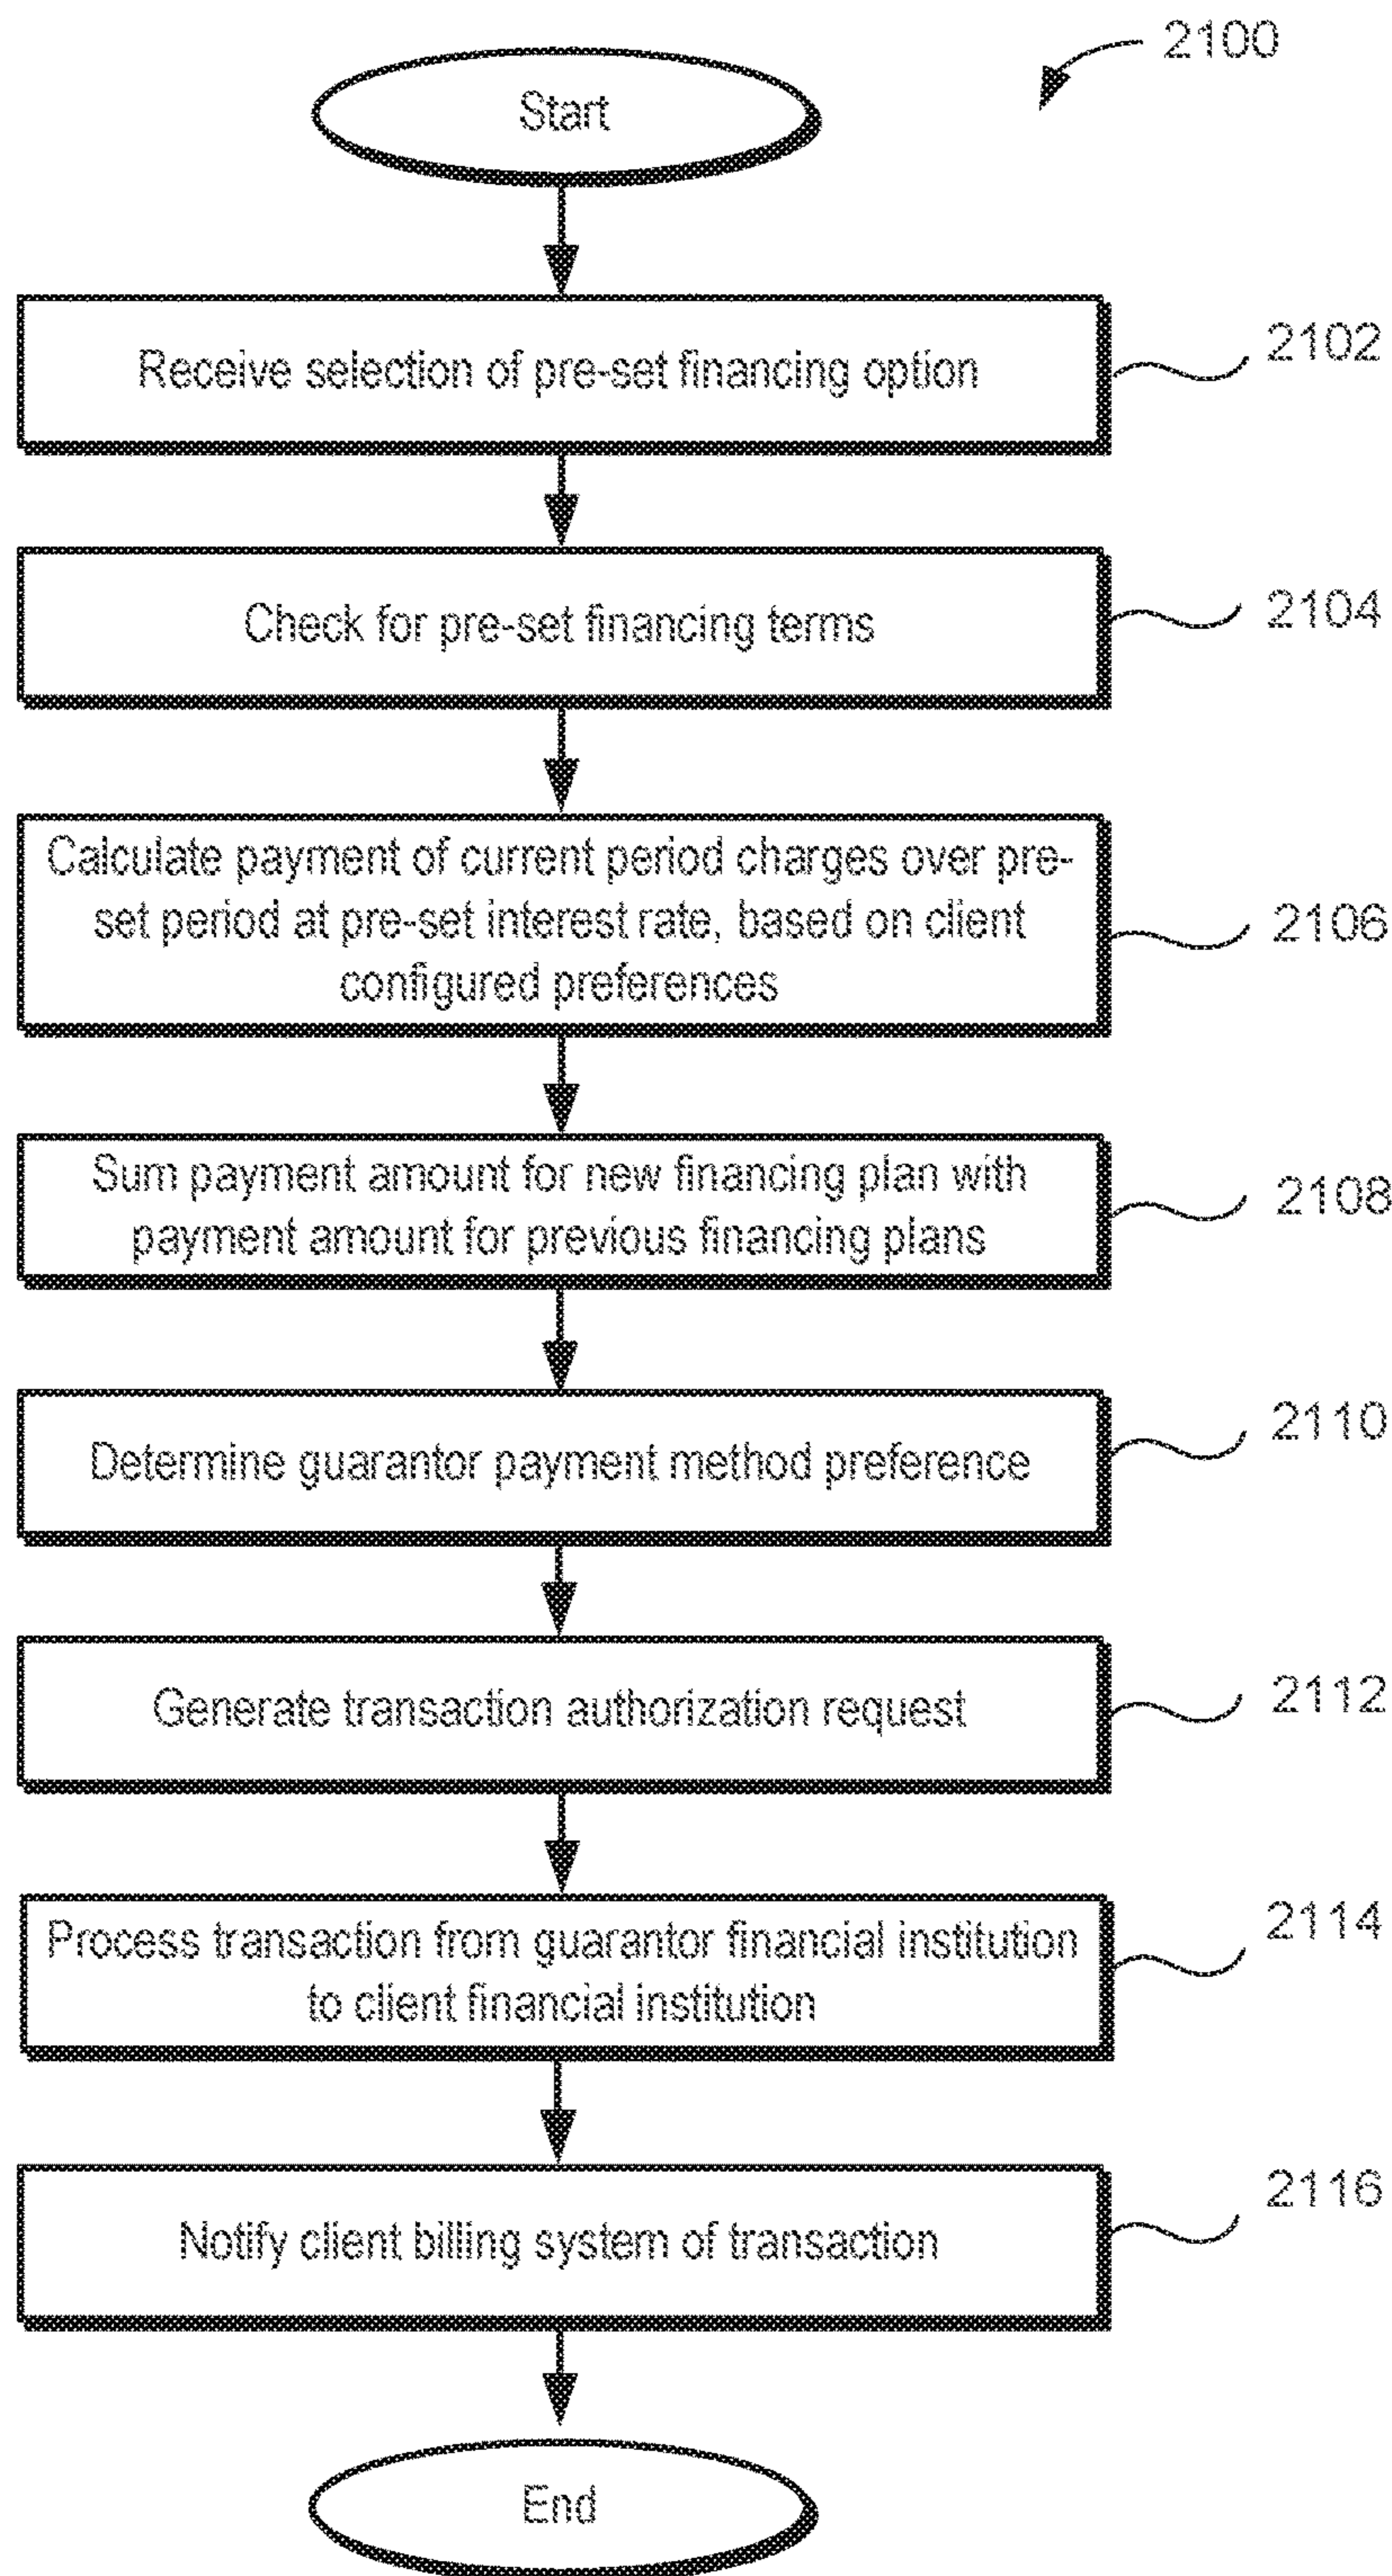 2100
Start
Receive selection of pre-set financing option
2102
Check for pre-set financing terms
2104
Calculate payment of current period charges over pre-
set period at pre-set interest rate, based on client
configured preferences
2106
Sum payment amount for new financing plan with
payment amount for previous financing plans
2108
Determine guarantor payment method preference
2110
Generate transaction authorization request
2112
Process transaction from guarantor financial institution
to client financial institution
2114
Notify client billing system of transaction
2116
End